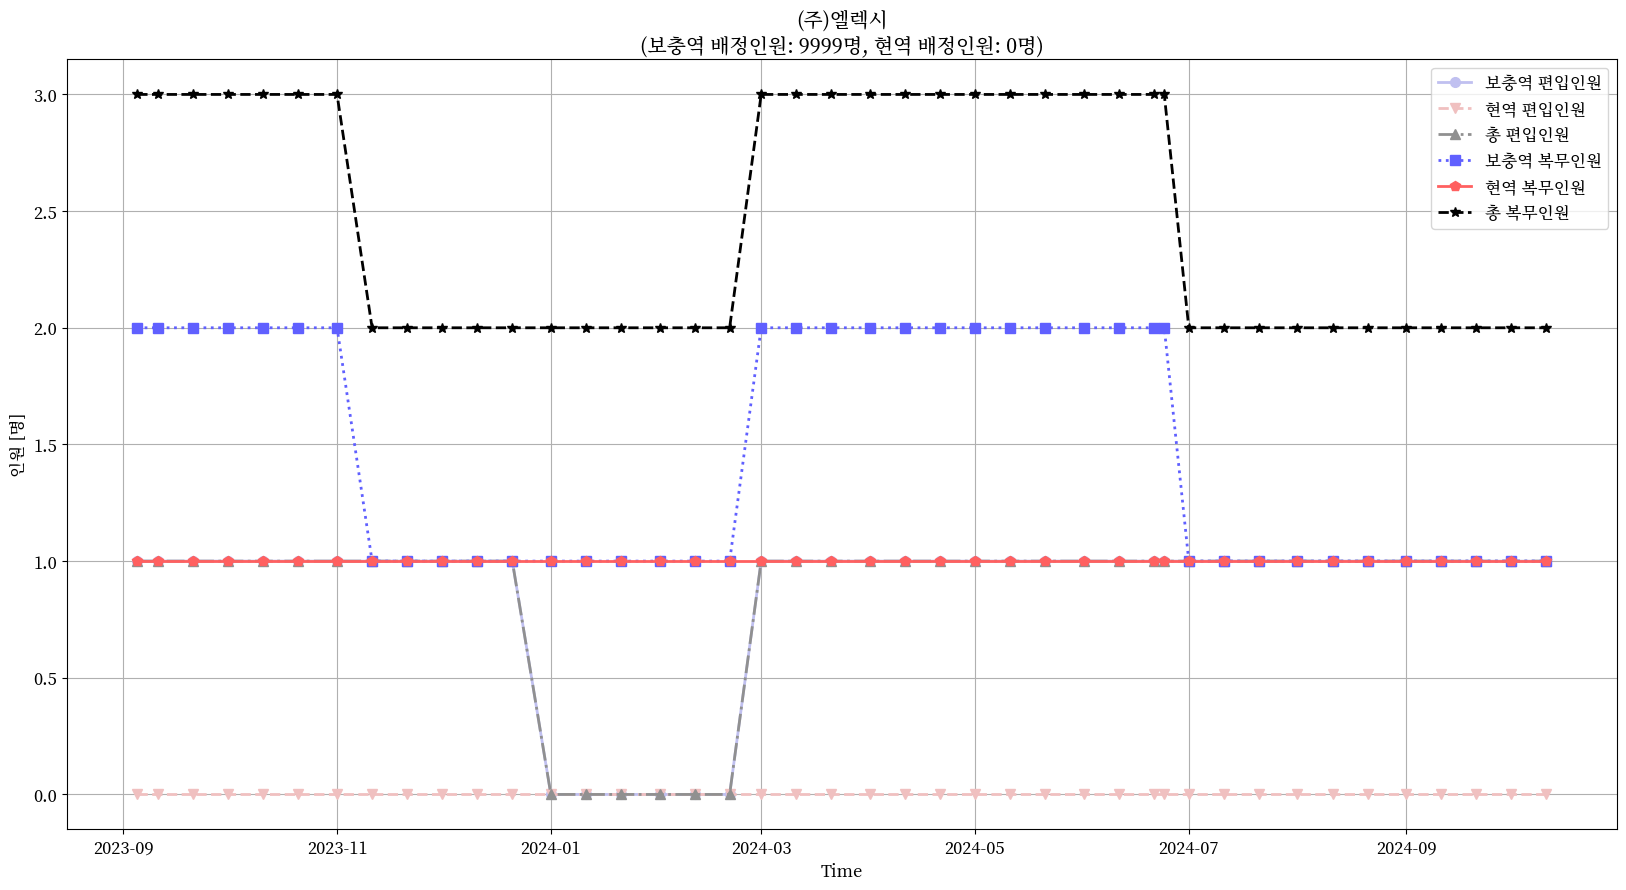 (주)엘렉시
(보충역 배정인원: 9999명, 현역 배정인원: 0명)
인원 [명]
3.0
2.5
2.0
1.5
1.0
0.5
0.0
보충역 편입인원
현역 편입인원
총 편입인원
보충역 복무인원
현역 복무인원
총 복무인원
2023-09
2023-11
2024-01
2024-03
2024-05
2024-07
2024-09
Time